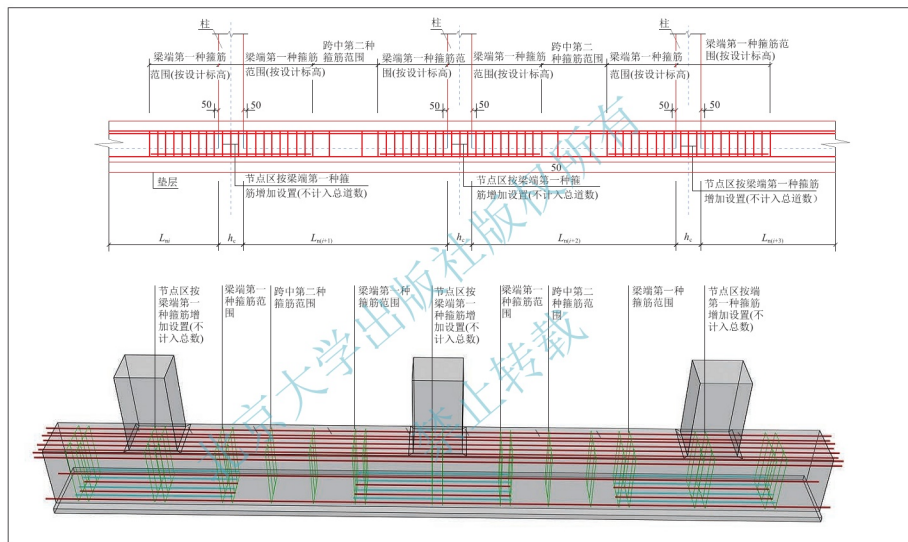 柱
柱
柱
梁端第一种箍筋
范围(按设计标高)
梁端第一种箍筋
范围(按设计标高)
跨中第二种
箍筋范围
梁端第一种箍筋范
围(按设计标高)
梁端第一种箍筋
范围(按设计标高)
跨中第二
种箍筋范围
梁端第一种箍筋
范围(按设计标高)
梁端第一种箍筋范
围(按设计标高)
50
50
50
50
50
50
50
垫层
节点区按梁端第一种箍
筋增加设置(不计入总道数)
节点区按梁端第一种箍
筋增加设置(不计入总道数)
节点区按梁端第一种箍筋
增加设置(不计入总道数)
Lni
hc
Ln(i+1)
hc
Ln(i+2)
hc
Ln(i+3)
节点区按
梁端第一
种箍筋增
加设置(不
计入总数)
梁端第一
种箍筋范
围
跨中第二种
箍筋范围
梁端第一种
箍筋范围
节点区按
梁端第一
种箍筋增
加设置(不
计入总数)
梁端第一
种箍筋范
围
跨中第二种
箍筋范围
梁端第一种
箍筋范围
节点区按端
第一种箍筋
增加设置(不
计入总数)
北京大学出版社版权所有
禁止转载